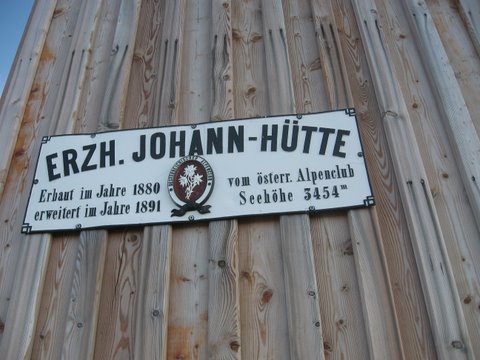 ERZH. JOHANN-HÜTTE
Erbaut im Jahre 1880
erweitert im Jahre 1891
vom österr. Alpenclub
Seehöhe 3454m